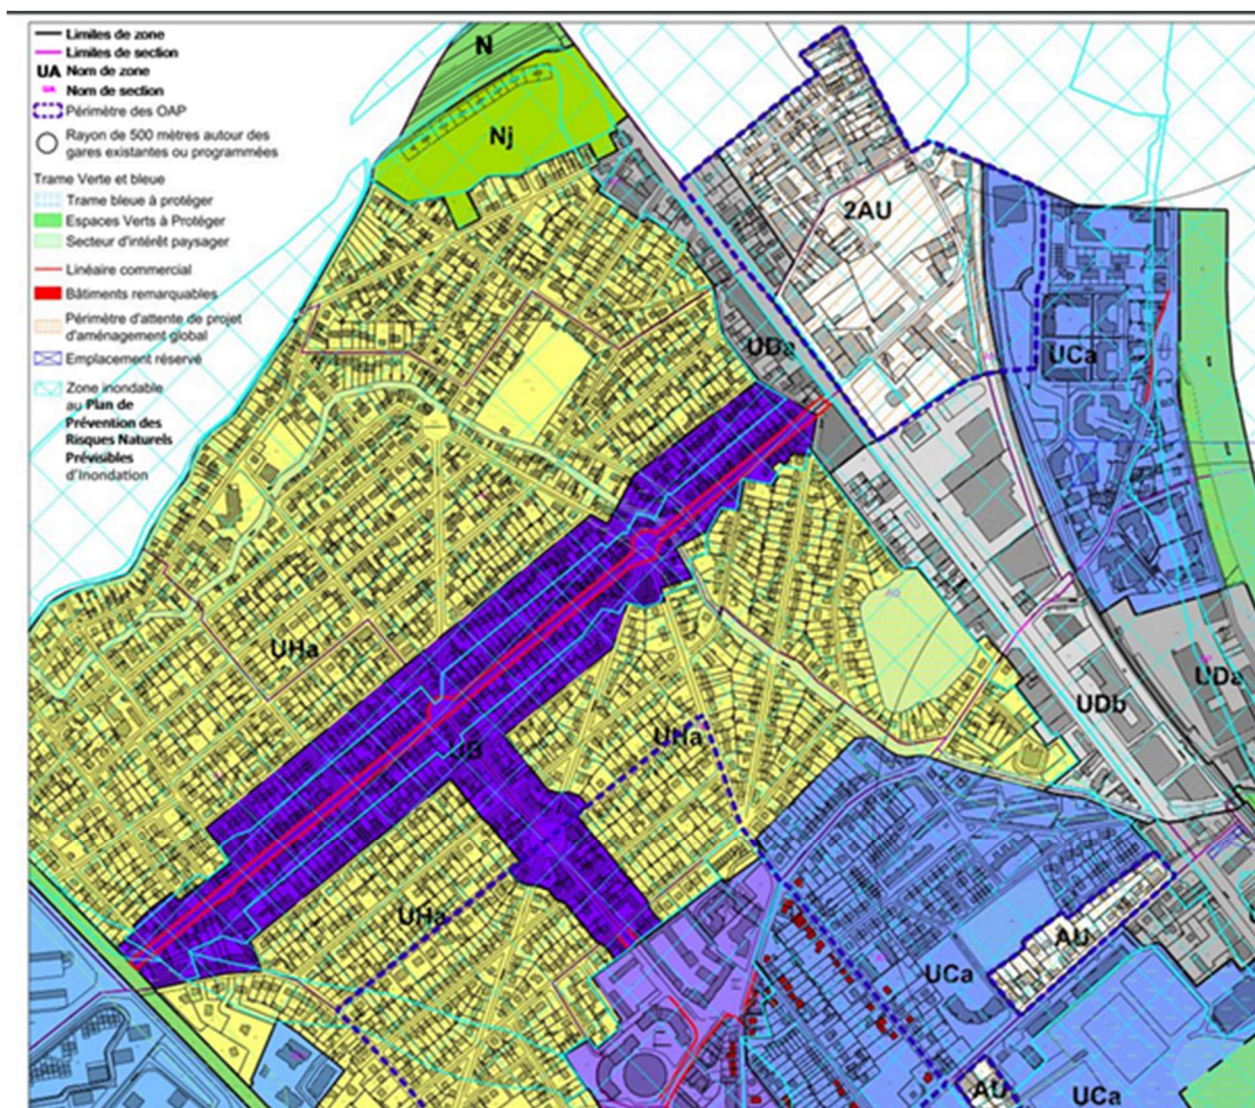 Limites de zone
Limites de section
UA Nom de zone
UA Nom de section
Périmètre des OAP
Rayon de 500 mètres autour des
gares existantes ou programmées
Trame Verte et bleue
Trame bleue à protéger
Espaces Verts à Protéger
Secteur d'intérêt paysager
Linéaire commercial
Bâtiments remarquables
Périmètre d'attente de projet
d'aménagement global
Emplacement réservé
Zone inondable
au Plan de
Prévention des
Risques Naturels
Prévisibles
d'Inondation
N
Nj
2AU
UDa
UCa
UHa
UB
UHa
UDa
UDb
UHa
UCa
AU
AU
UCa